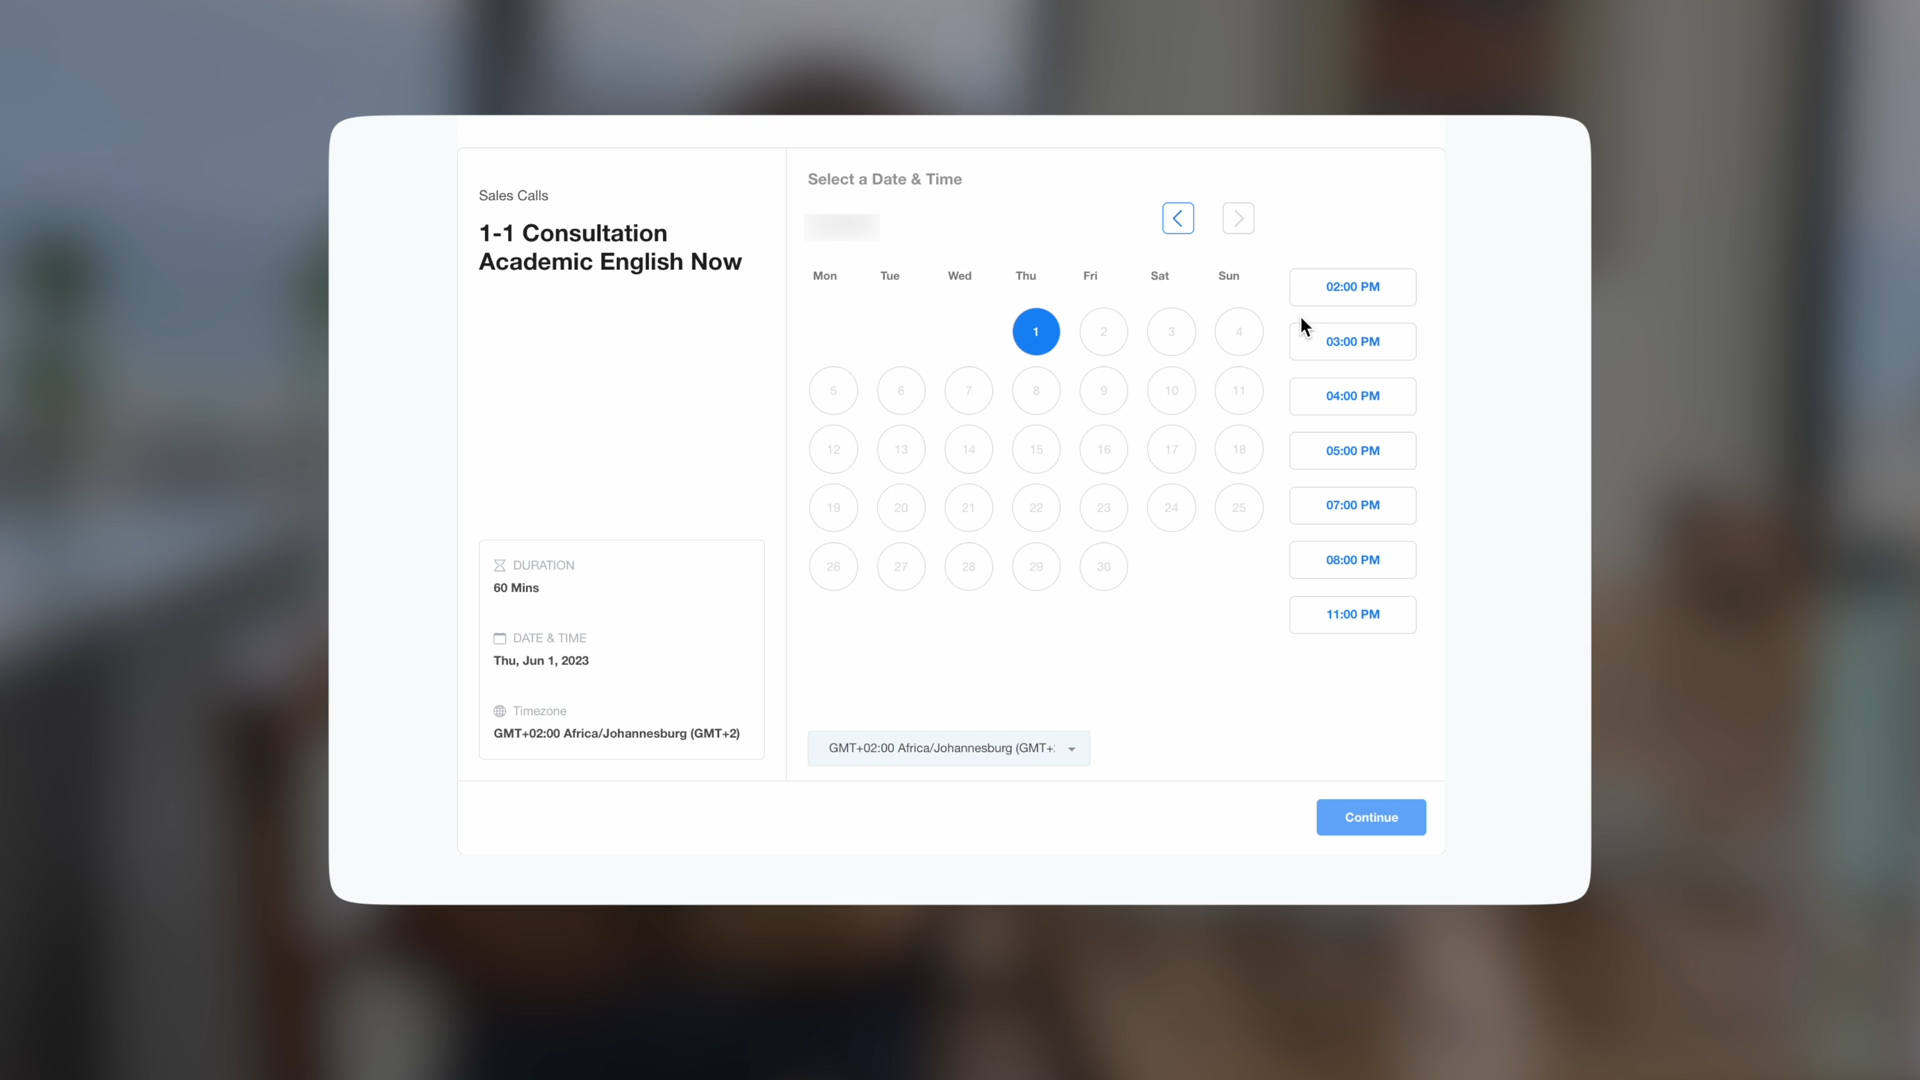 Select a Date & Time
Sales Calls
1-1 Consultation
Academic English Now
Mon Tue Wed Thu Fri Sat Sun
1 2 3 4
5 6 7 8 9 10 11
12 13 14 15 16 17 18
19 20 21 22 23 24 25
26 27 28 29 30
02:00 PM
03:00 PM
04:00 PM
05:00 PM
07:00 PM
08:00 PM
11:00 PM
DURATION
60 Mins
DATE & TIME
Thu, Jun 1, 2023
Timezone
GMT+02:00 Africa/Johannesburg (GMT+2)
GMT+02:00 Africa/Johannesburg (GMT+
Continue